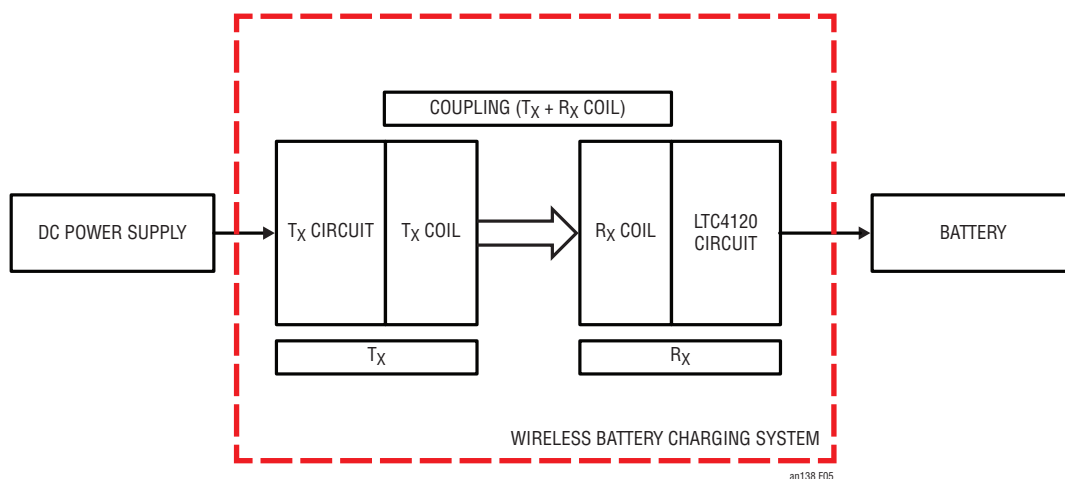 COUPLING (TX + RX COIL)
DC POWER SUPPLY
TX CIRCUIT
TX COIL
RX COIL
LTC4120
CIRCUIT
BATTERY
TX
RX
WIRELESS BATTERY CHARGING SYSTEM
an138 F05